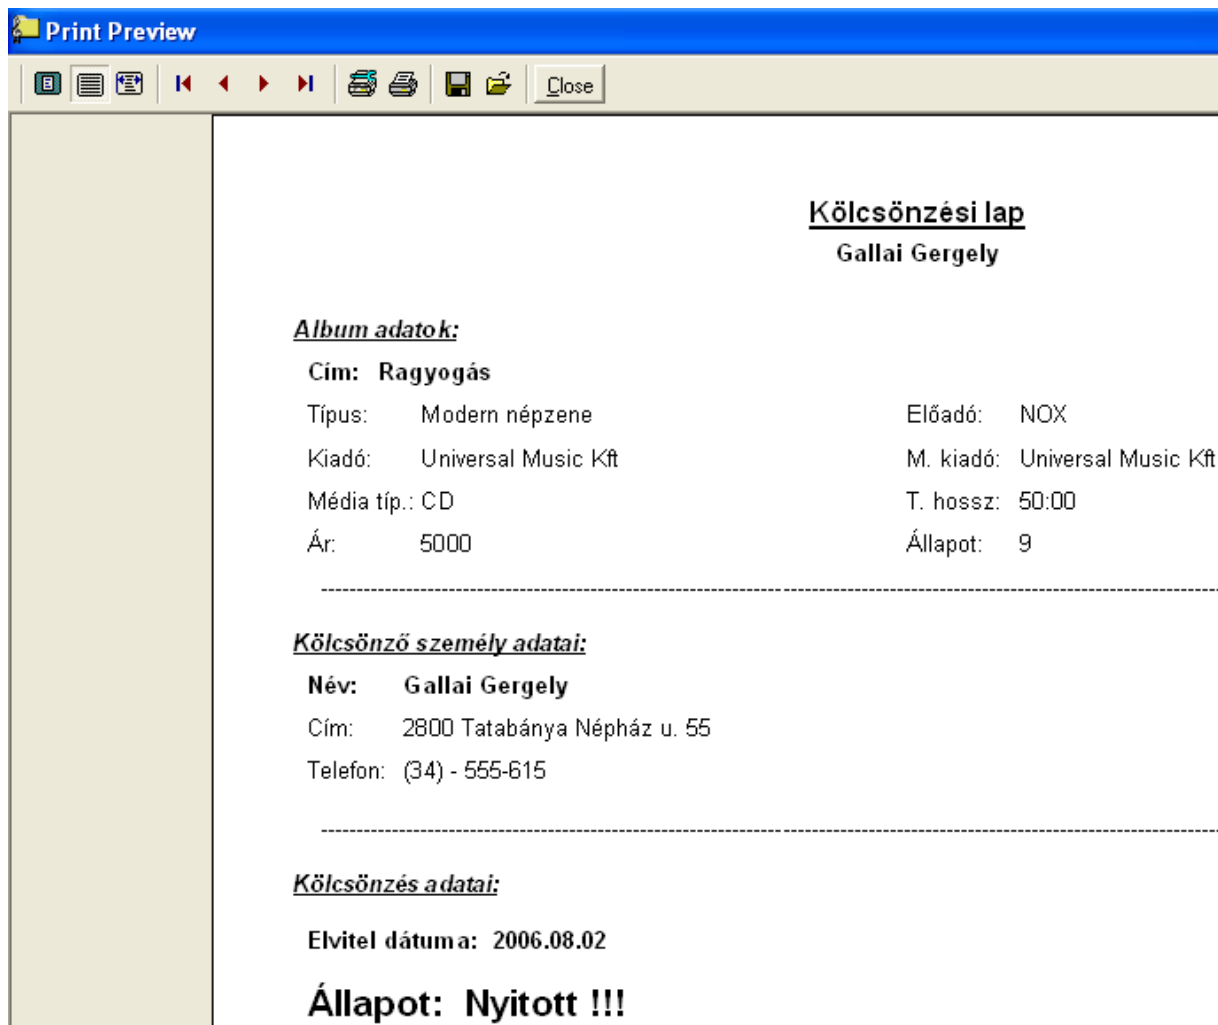 Print Preview
Close
Kölcsönzési lap
Gallai Gergely
Album adatok:
Cím: Ragyogás
Típus: Modern népzene Előadó: NOX
Kiadó: Universal Music Kft M. kiadó: Universal Music Kft
Média típ.: CD T. hossz: 50:00
Ár: 5000 Állapot: 9
Kölcsönző személy adatai:
Név: Gallai Gergely
Cím: 2800 Tatabánya Népház u. 55
Telefon: (34) - 555-615
Kölcsönzés adatai:
Elvitel dátuma: 2006.08.02
Állapot: Nyitott !!!